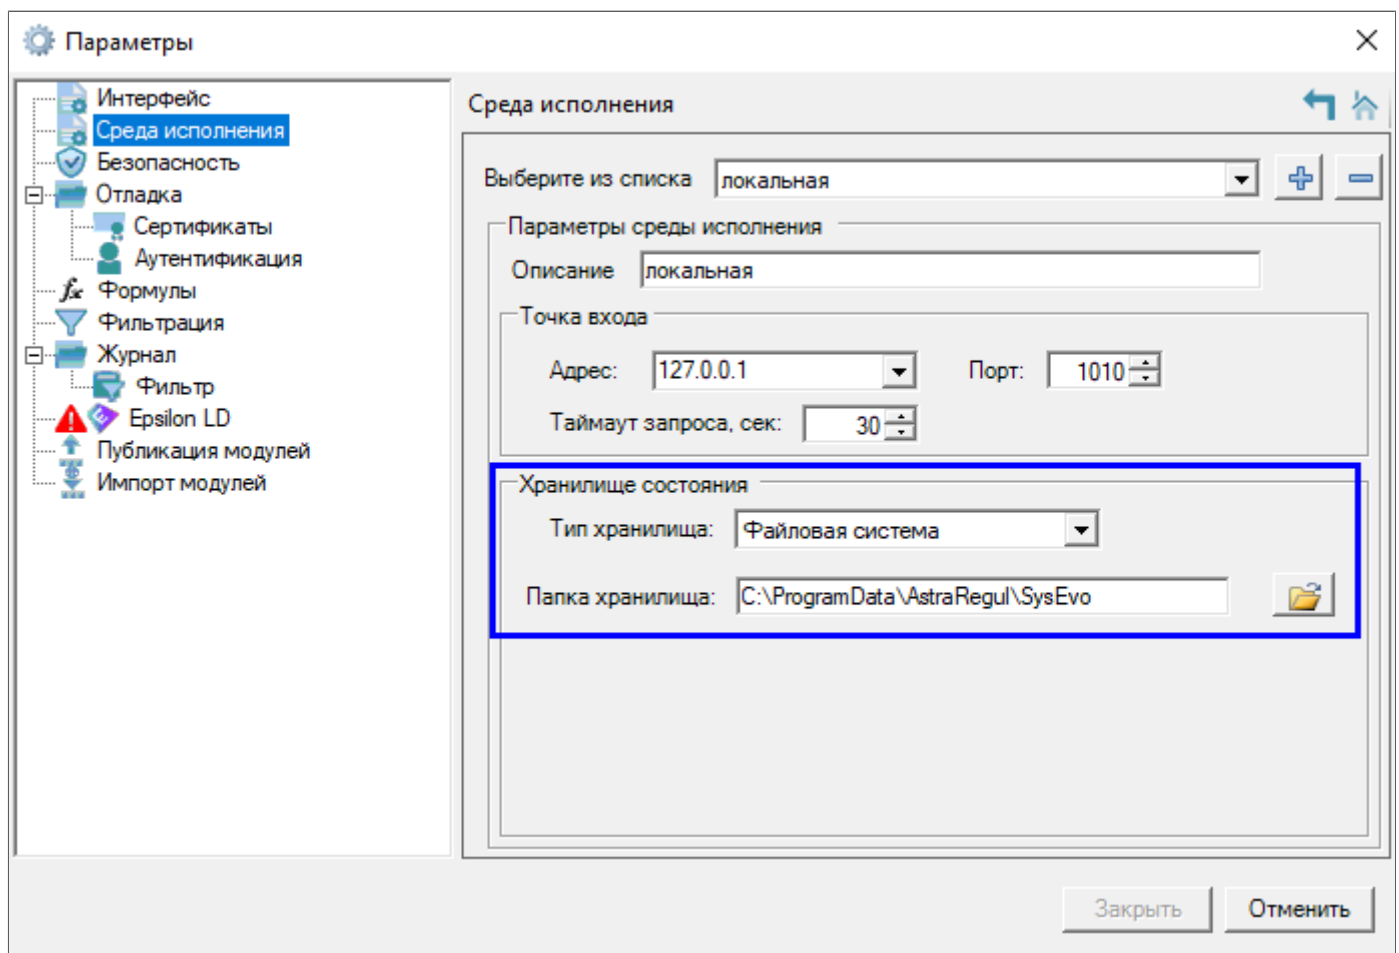 Параметры
Интерфейс
Среда исполнения
Безопасность
Отладка
Сертификаты
Аутентификация
Формулы
Фильтрация
Журнал
Фильтр
Epsilon LD
Публикация модулей
Импорт модулей
Среда исполнения
Выберите из списка локальная
Параметры среды исполнения
Описание локальная
Точка входа
Адрес: 127.0.0.1 Порт: 1010
Таймаут запроса, сек: 30
Хранилище состояния
Тип хранилища: Файловая система
Папка хранилища: C:\ProgramData\AstraRegul\SysEvo
Закрыть Отменить